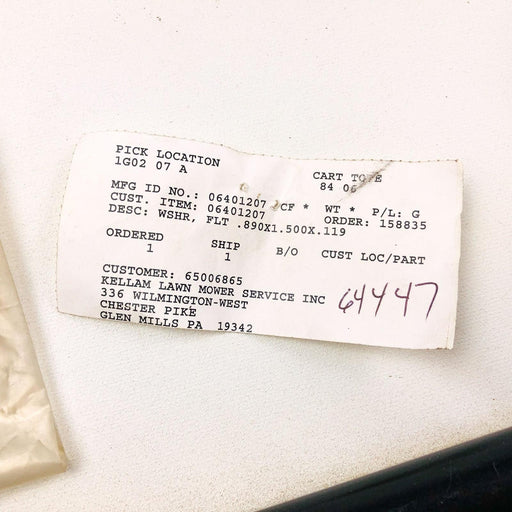 PICK LOCATION CART TOTE
1G02 07 A 84 06
MFG ID NO.: 06401207 CF * WT * P/L: G
CUST. ITEM: 06401207 ORDER: 158835
DESC: WSHR, FLT .890X1.500X.119
ORDERED SHIP B/O CUST LOC/PART
1 1
CUSTOMER: 65006865
KELLAM LAWN MOWER SERVICE INC
336 WILMINGTON-WEST
CHESTER PIKE
GLEN MILLS PA 19342
64447